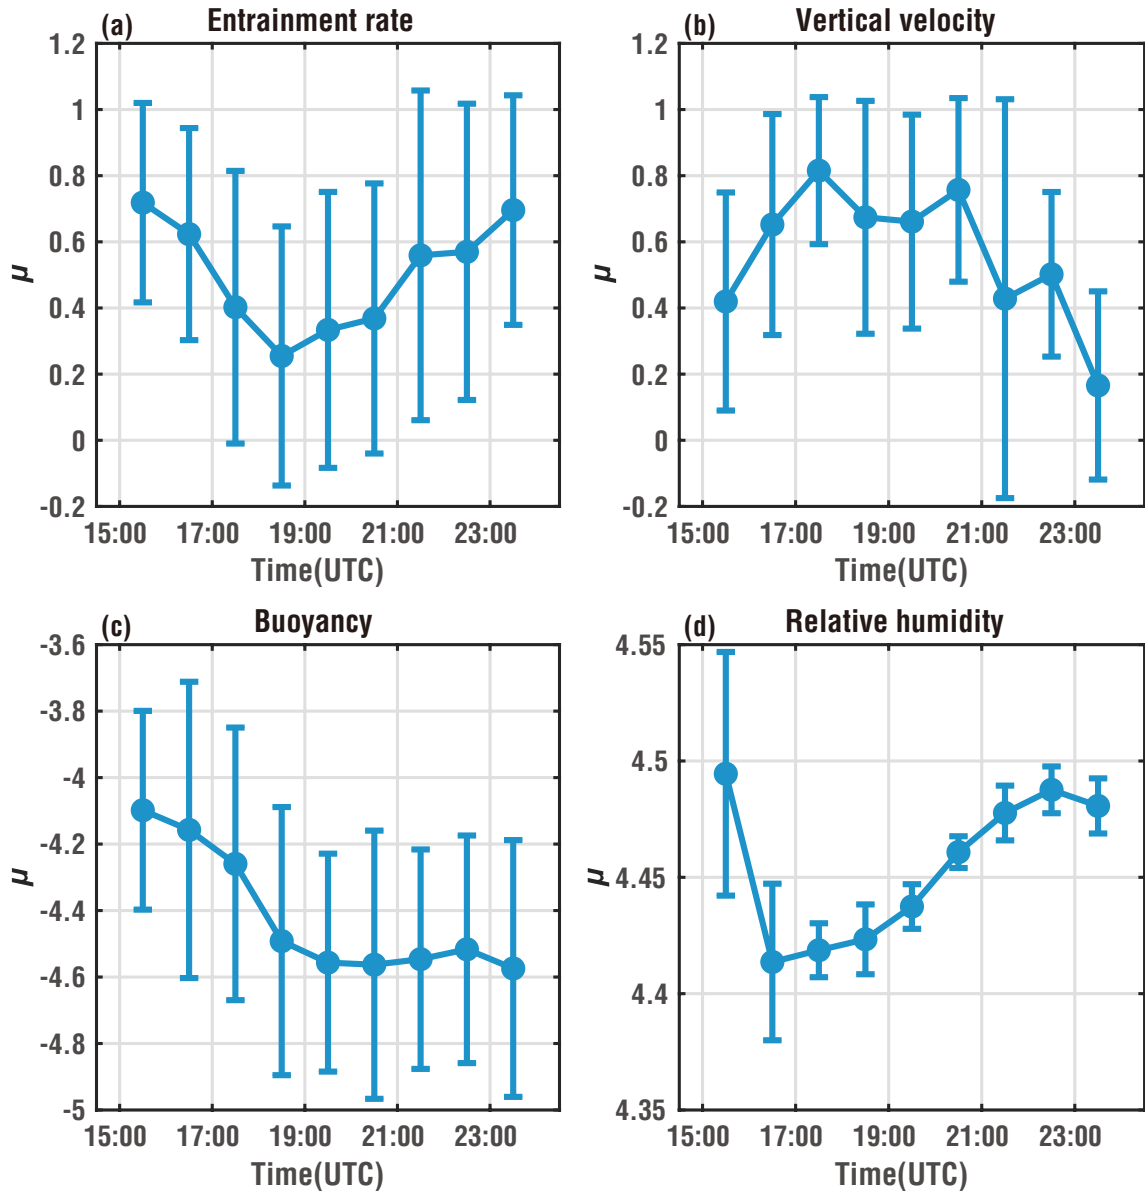 (a) Entrainment rate
1.2
1
0.8
0.6
0.4
0.2
0
-0.2
μ
15:00 17:00 19:00 21:00 23:00
Time(UTC)
(b) Vertical velocity
1.2
1
0.8
0.6
0.4
0.2
0
-0.2
μ
15:00 17:00 19:00 21:00 23:00
Time(UTC)
(c) Buoyancy
-3.6
-3.8
-4
-4.2
-4.4
-4.6
-4.8
-5
μ
15:00 17:00 19:00 21:00 23:00
Time(UTC)
(d) Relative humidity
4.55
4.5
4.45
4.4
4.35
μ
15:00 17:00 19:00 21:00 23:00
Time(UTC)